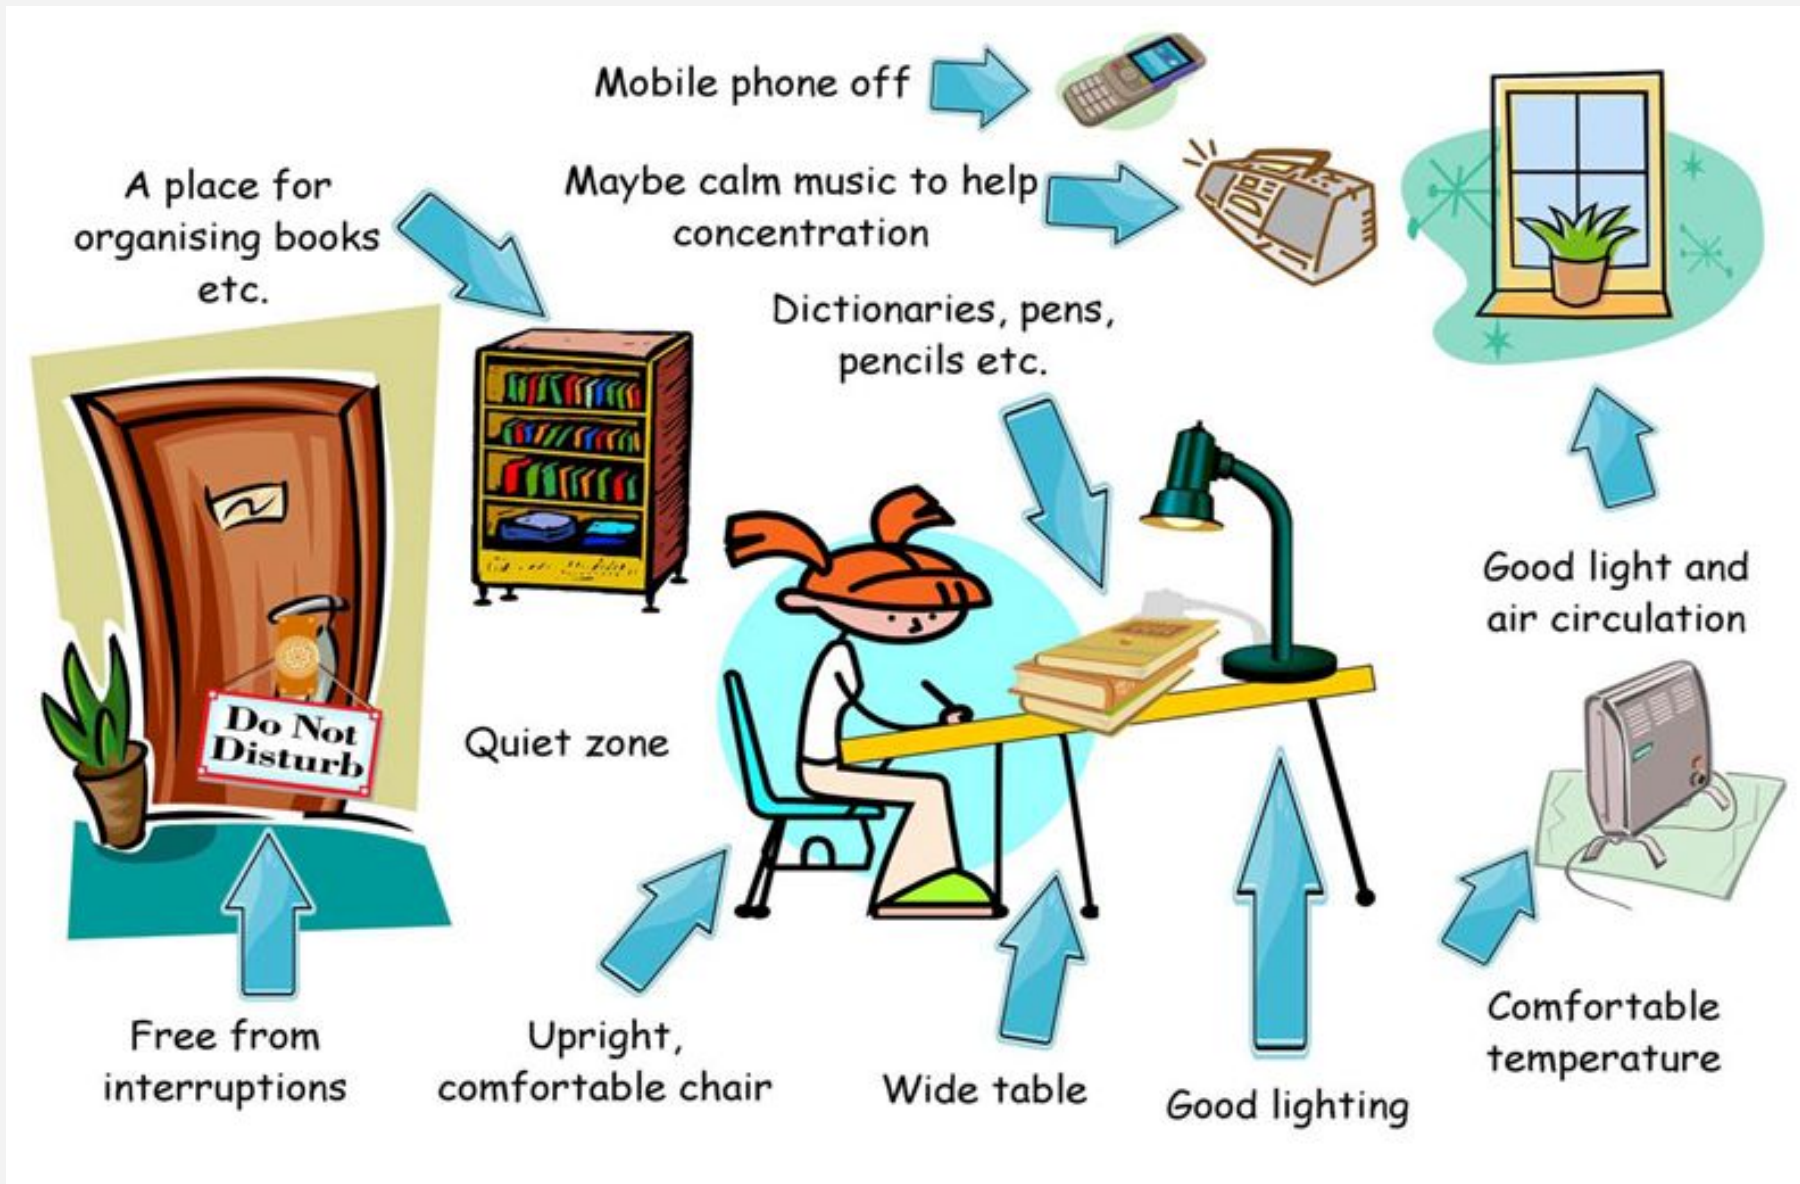 Mobile phone off
A place for
organising books
etc.
Maybe calm music to help
concentration
Dictionaries, pens,
pencils etc.
Good light and
air circulation
Do Not
Disturb
Quiet zone
Free from
interruptions
Upright,
comfortable chair
Wide table
Good lighting
Comfortable
temperature